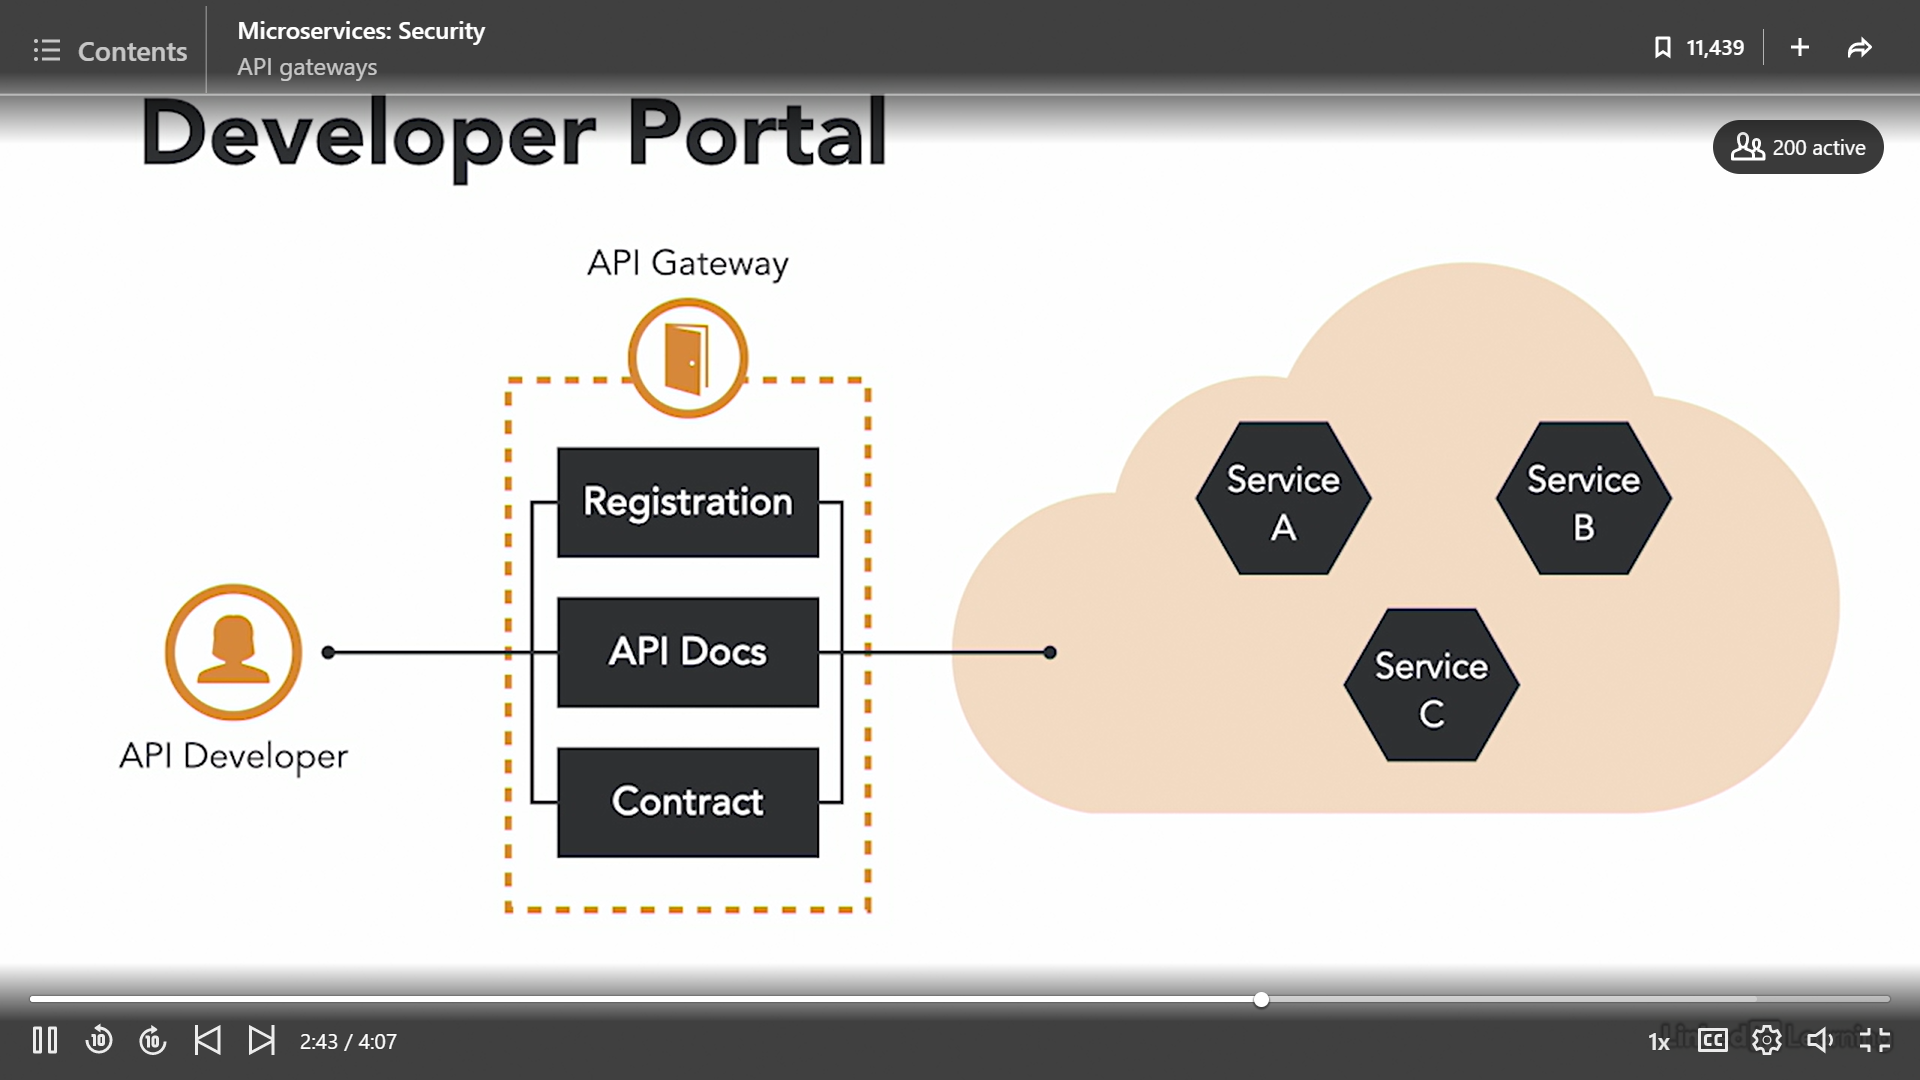 Contents
Microservices: Security
API gateways
11,439
Developer Portal
200 active
API Gateway
Registration
API Docs
Contract
API Developer
Service
A
Service
B
Service
C
10
10
2:43 / 4:07
1x
CC